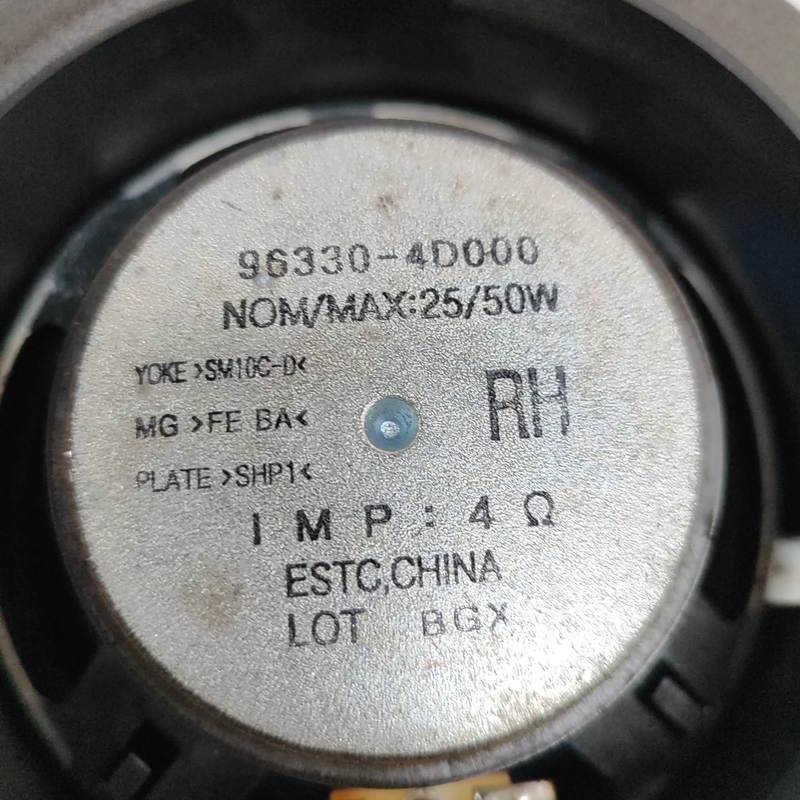 96330-4D000
NOM/MAX:25/50W
YOKE >SM10C-D<
MG >FE BA<
RH
PLATE >SHP1<
IMP: 4 Ω
ESTC,CHINA
LOT BGX